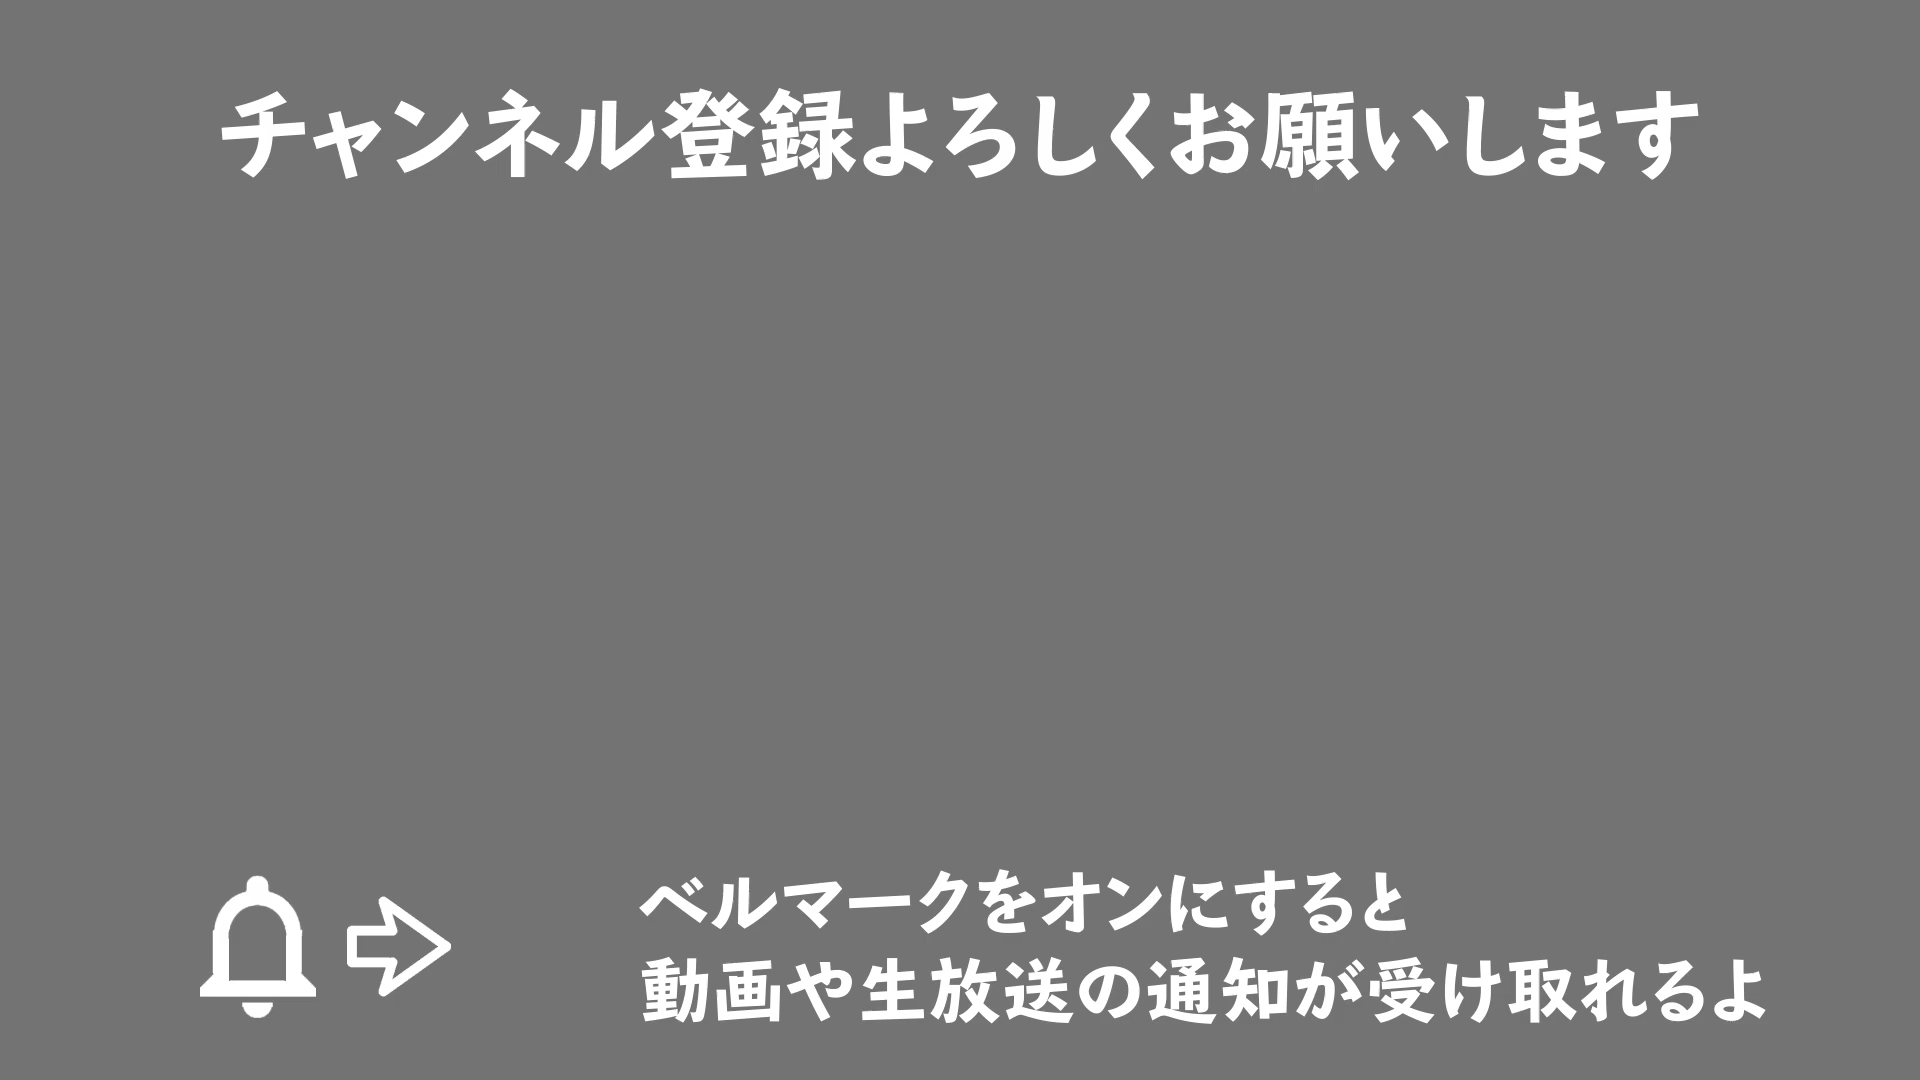 チャンネル登録よろしくお願いします
ベルマークをオンにすると
動画や生放送の通知が受け取れるよ